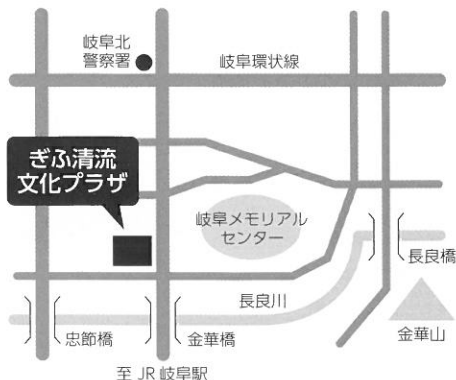 岐阜北
警察署
岐阜環状線
ぎふ清流
文化プラザ
岐阜メモリアル
センター
長良橋
長良川
忠節橋
金華橋
金華山
至 JR 岐阜駅